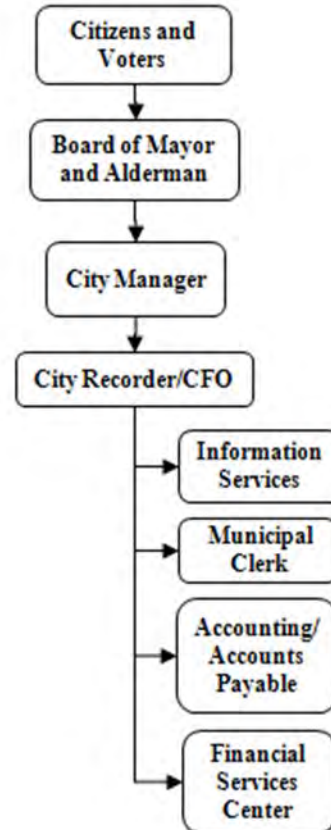 Citizens and
Voters
Board of Mayor
and Alderman
City Manager
City Recorder/CFO
Information
Services
Municipal
Clerk
Accounting/
Accounts
Payable
Financial
Services
Center